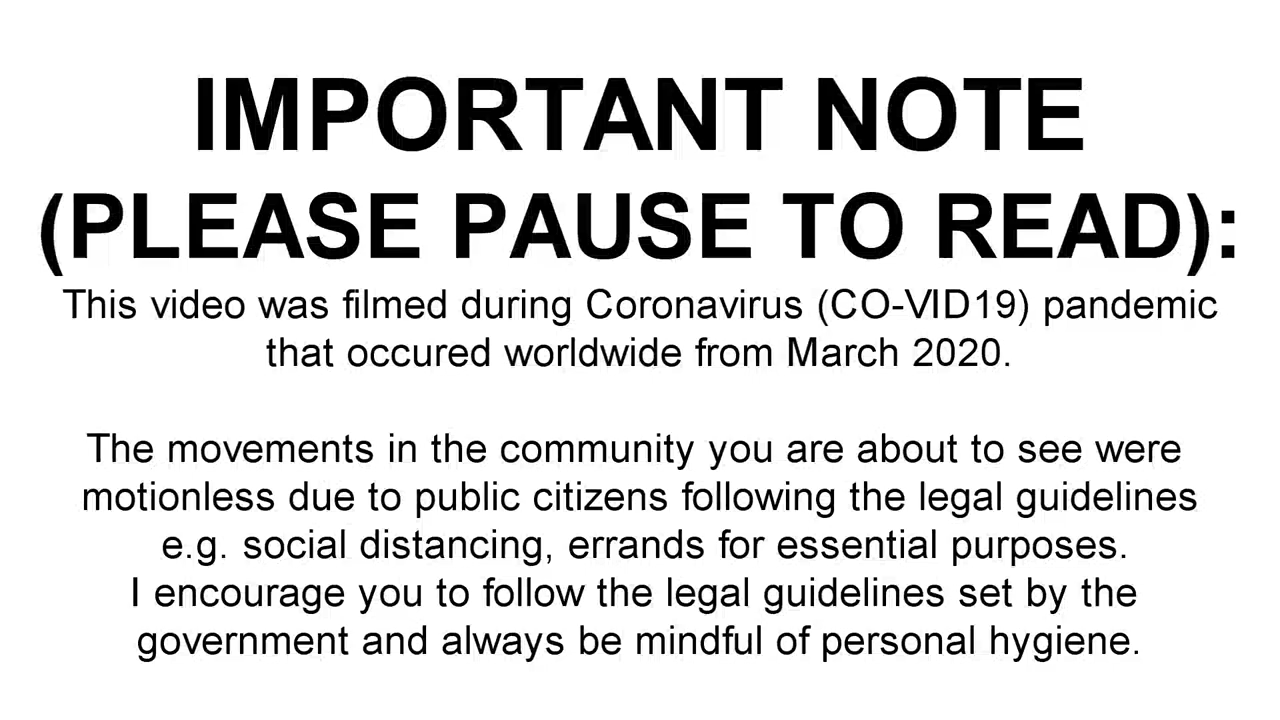 IMPORTANT NOTE
(PLEASE PAUSE TO READ):
This video was filmed during Coronavirus (CO-VID19) pandemic
that occured worldwide from March 2020.
The movements in the community you are about to see were
motionless due to public citizens following the legal guidelines
e.g. social distancing, errands for essential purposes.
I encourage you to follow the legal guidelines set by the
government and always be mindful of personal hygiene.